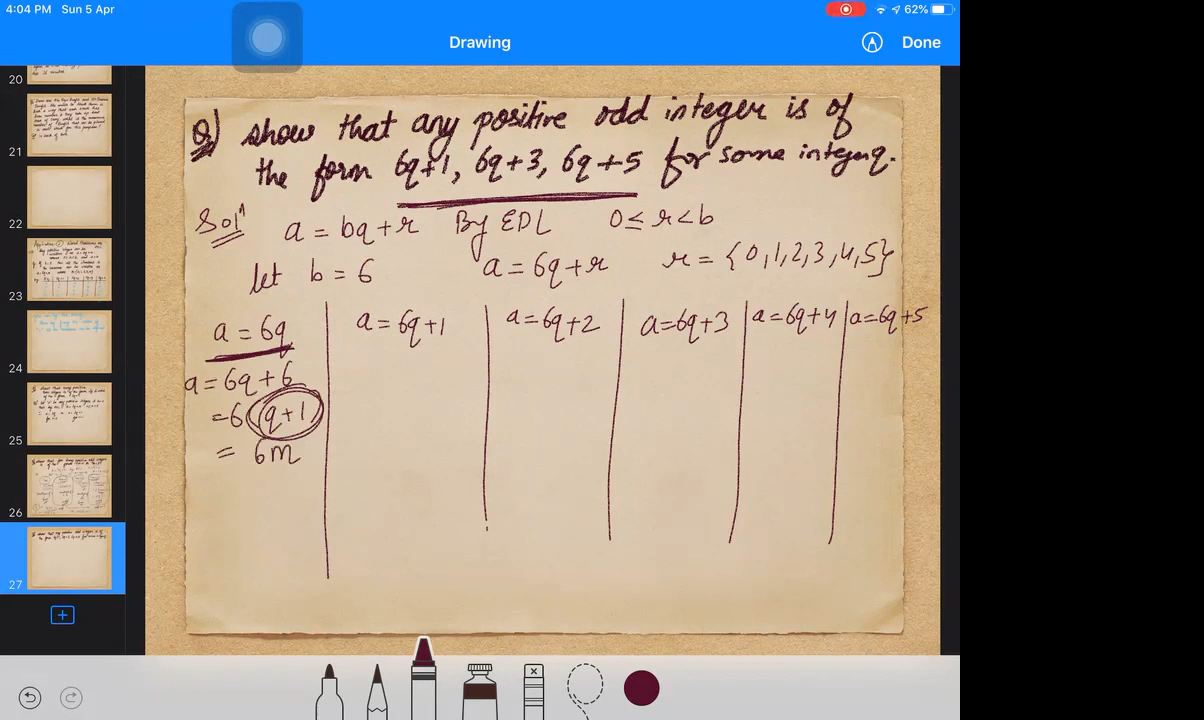 4:04 PM Sun 5 Apr
62%
Drawing
Done
20
21
22
23
24
25
26
27
Q) show that any positive odd integer is of
the form 6q+1, 6q+3, 6q+5 for some integer q.
Solⁿ a = bq+r By EDL 0 ≤ r < b
let b = 6 a = 6q+r r = {0,1,2,3,4,5}
a = 6q
a = 6q+1
a = 6q+2
a = 6q+3
a = 6q+4
a = 6q+5
a = 6q+6
= 6(q+1)
= 6m